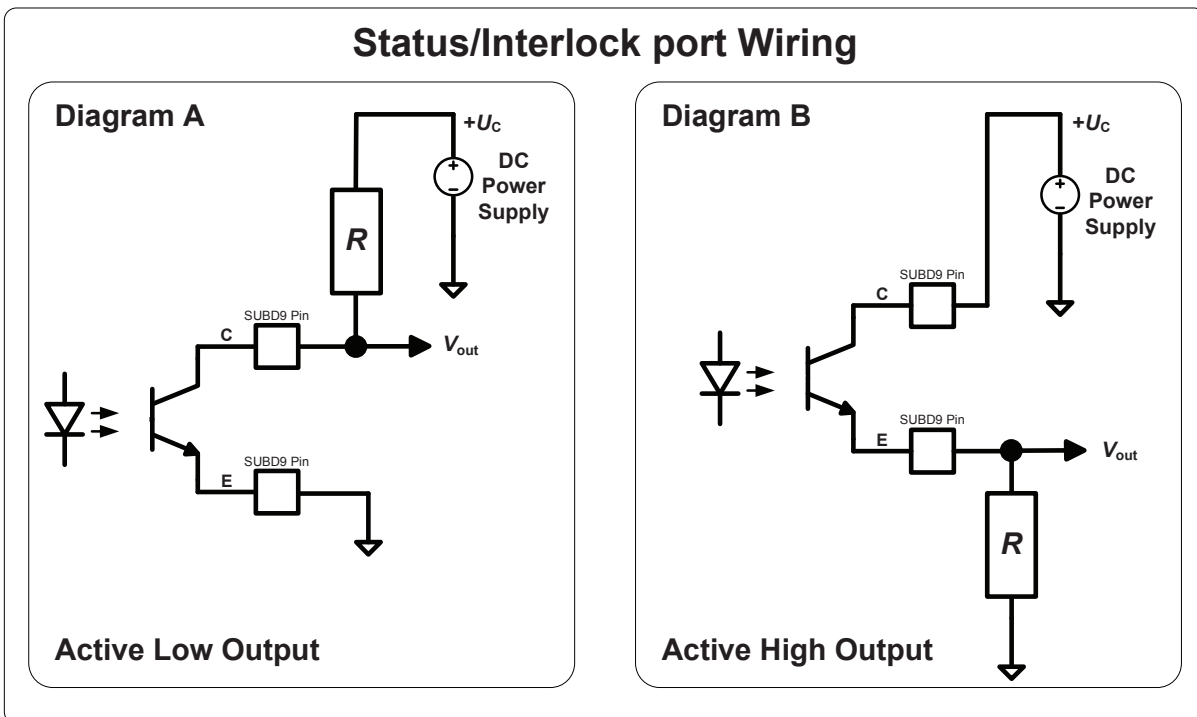 Status/Interlock port Wiring
Diagram A
+UC
+
−
DC
Power
Supply
R
SUBD9 Pin
C
Vout
SUBD9 Pin
E
Active Low Output
Diagram B
+UC
+
−
DC
Power
Supply
SUBD9 Pin
C
SUBD9 Pin
E
Vout
R
Active High Output